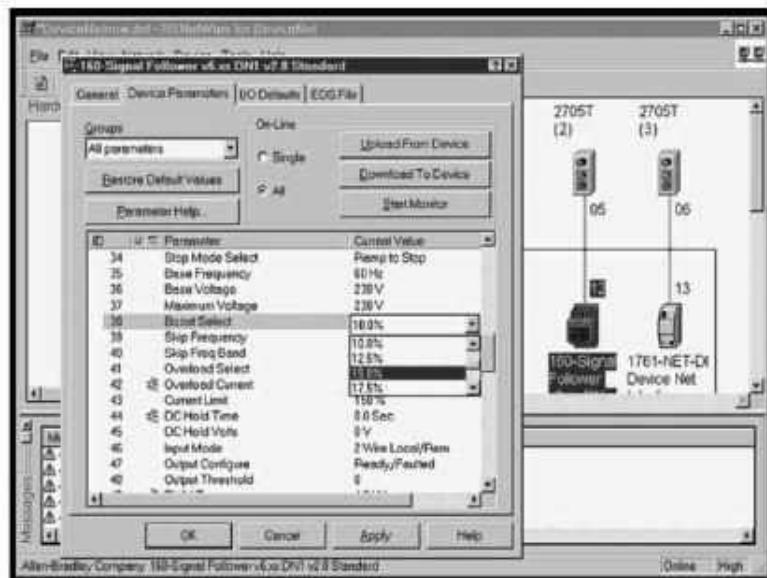 160-Signal Follower v6.xx DN1 v2.8 Standard
General
Device Parameters
I/O Defaults
EDS File
Groups
All parameters
Restore Default Values
Parameter Help...
On-Line
Single
All
Upload From Device
Download To Device
Start Monitor
ID Parameter Current Value
34 Stop Mode Select Ramp to Stop
35 Base Frequency 60 Hz
36 Base Voltage 230 V
37 Maximum Voltage 230 V
38 Boost Select 10.0%
39 Skip Frequency
10.0%
40 Skip Freq Band
12.5%
41 Overload Select
42 Overload Current
17.5%
43 Current Limit 150 %
44 DC Hold Time 0.0 Sec
45 DC Hold Volts 0 V
46 Input Mode 2 Wire Local/Rem
47 Output Configure Ready/Faulted
48 Output Threshold 0
OK
Cancel
Apply
Help
2705T
(2)
2705T
(3)
05
06
12
13
160-Signal
Follower
1761-NET-DI
Device Net
Messages
Allen-Bradley Company 160-Signal Follower v6.xx DN1 v2.8 Standard
Online
High